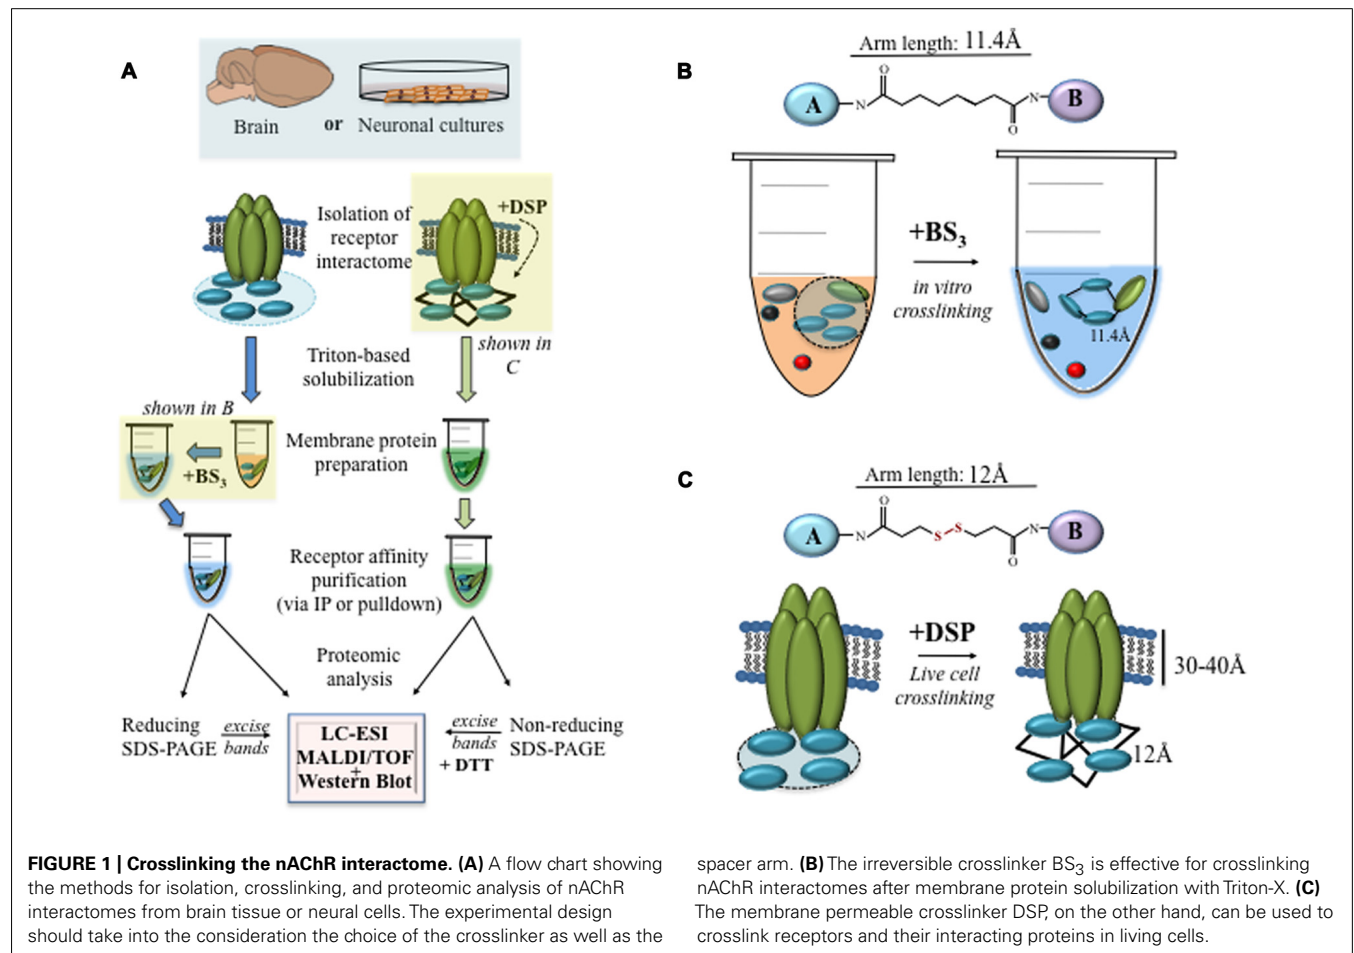 A
Brain or Neuronal cultures
Isolation of
receptor
interactome
+DSP
shown in
C
Triton-based
solubilization
shown in B
+BS3
Membrane protein
preparation
Receptor affinity
purification
(via IP or pulldown)
Proteomic
analysis
Reducing
SDS-PAGE
excise
bands
LC-ESI
MALDI/TOF
+
Western Blot
excise
bands
+ DTT
Non-reducing
SDS-PAGE
B
Arm length: 11.4Å
A
N
O
O
N
B
+BS3
in vitro
crosslinking
11.4Å
C
Arm length: 12Å
A
N
O
S
S
O
N
B
+DSP
Live cell
crosslinking
30-40Å
12Å
FIGURE 1 | Crosslinking the nAChR interactome. (A) A flow chart showing
the methods for isolation, crosslinking, and proteomic analysis of nAChR
interactomes from brain tissue or neural cells. The experimental design
should take into the consideration the choice of the crosslinker as well as the
spacer arm. (B) The irreversible crosslinker BS3 is effective for crosslinking
nAChR interactomes after membrane protein solubilization with Triton-X. (C)
The membrane permeable crosslinker DSP, on the other hand, can be used to
crosslink receptors and their interacting proteins in living cells.